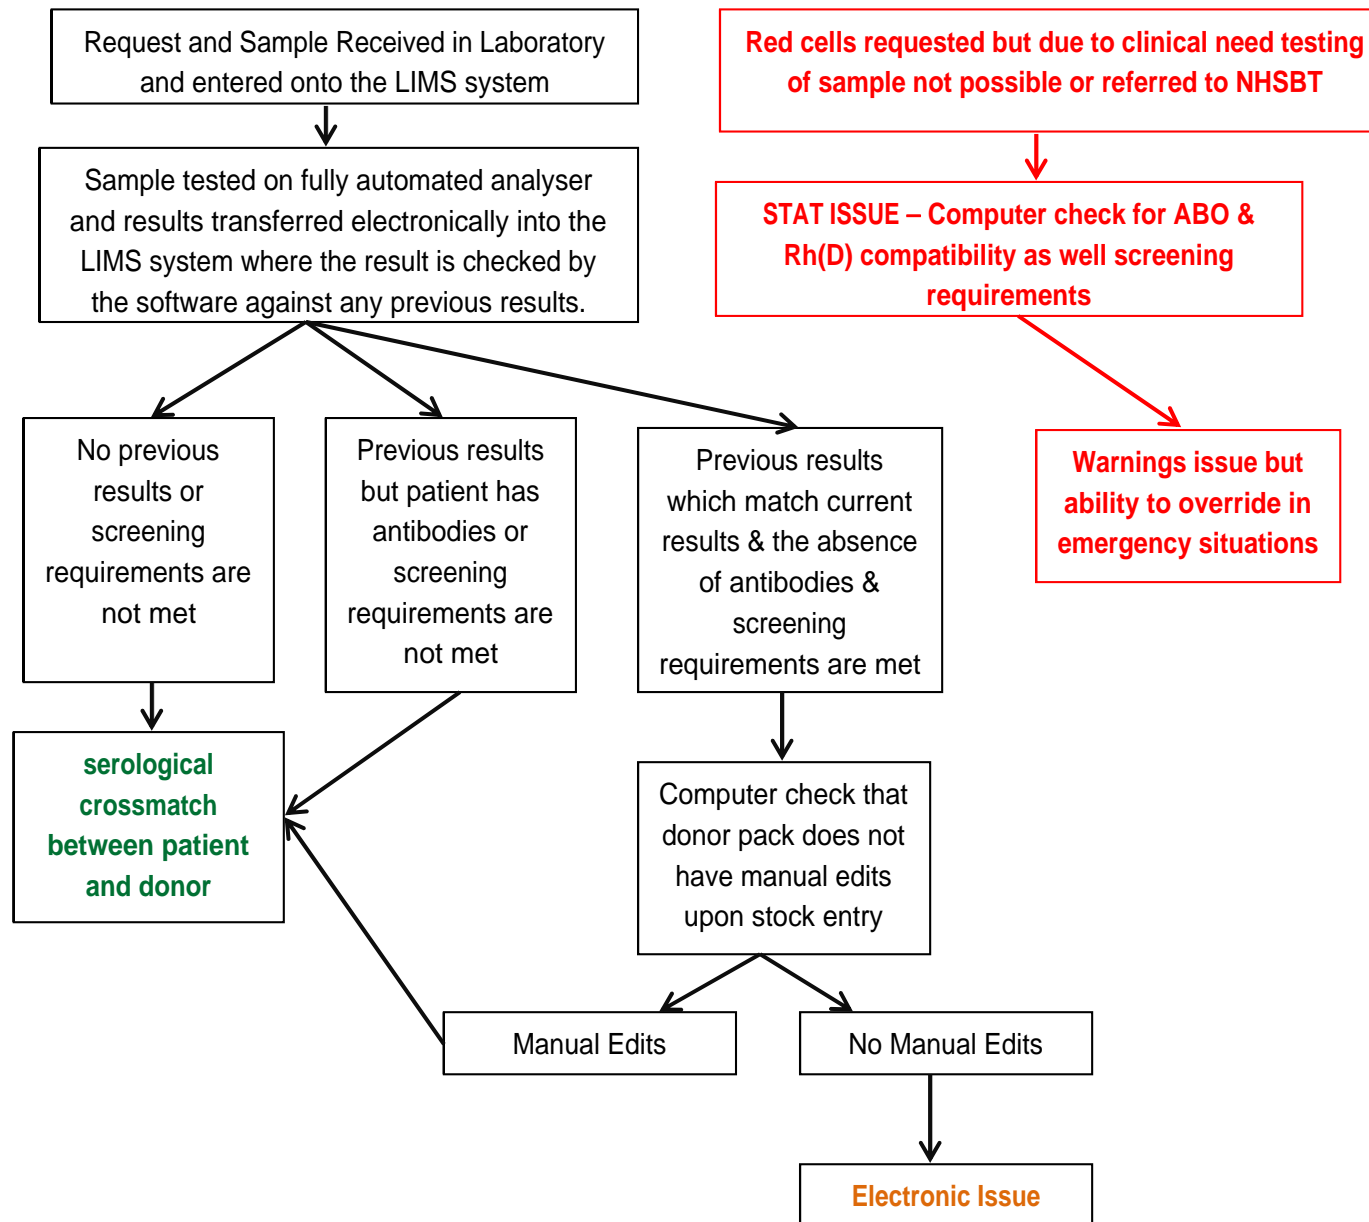 Request and Sample Received in Laboratory
and entered onto the LIMS system
Red cells requested but due to clinical need testing
of sample not possible or referred to NHSBT
Sample tested on fully automated analyser
and results transferred electronically into the
LIMS system where the result is checked by
the software against any previous results.
STAT ISSUE – Computer check for ABO &
Rh(D) compatibility as well screening
requirements
No previous
results or
screening
requirements are
not met
Previous results
but patient has
antibodies or
screening
requirements are
not met
Previous results
which match current
results & the absence
of antibodies &
screening
requirements are met
Warnings issue but
ability to override in
emergency situations
serological
crossmatch
between patient
and donor
Computer check that
donor pack does not
have manual edits
upon stock entry
Manual Edits
No Manual Edits
Electronic Issue